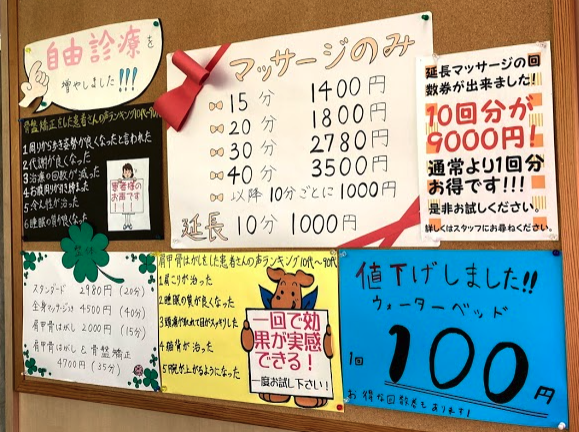 自由診療を
増やしました!!!
マッサージのみ
15分 1400円
20分 1800円
30分 2780円
40分 3500円
以降10分ごとに1000円
延長 10分 1000円
延長マッサージの回
数券が出来ました!
10回分が
9000円!
通常より1回分
お得です!!!
是非お試しください。
詳しくはスタッフにお尋ねください。
骨盤矯正をした患者さんの声ランキング10代~90代
1周りから歩き姿勢が良くなったと言われた
2代謝が良くなった
3治療の回数が減った
4お腹周りが引き締まった
5冷え性が治った
6睡眠の質が良くなった
患者様の
お声です
!!!
整体
スタンダード 2980円(20分)
全身マッサージ 4500円(40分)
肩甲骨はがし 2000円(15分)
肩甲骨はがし&骨盤矯正
4700円(35分)
肩甲骨はがしをした患者さんの声ランキング10代~90代
1肩こりが治った
2睡眠の質が良くなった
3頭痛が取れて目がスッキリした
4猫背が治った
5腕が上がるようになった
一回で効
果が実感
できる!
一度お試し下さい!
値下げしました!!
ウォーターベッド
1回 100円
お得な回数券もあります!